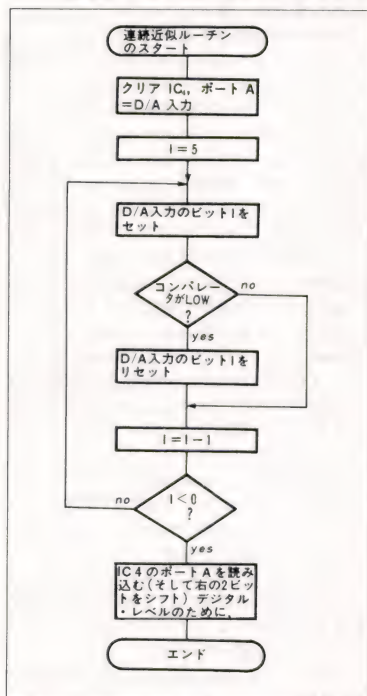 連続近似ルーチン
のスタート
クリア IC₄, ポート A
=D/A 入力
I=5
D/A入力のビットIを
セット
コンパレー
タがLOW
?
no
yes
D/A入力のビットIを
リセット
I=I-1
I<0
?
no
yes
IC4のポートAを読み
込む(そして右の2ビッ
トをシフト)デジタル
・レベルのために,
エンド